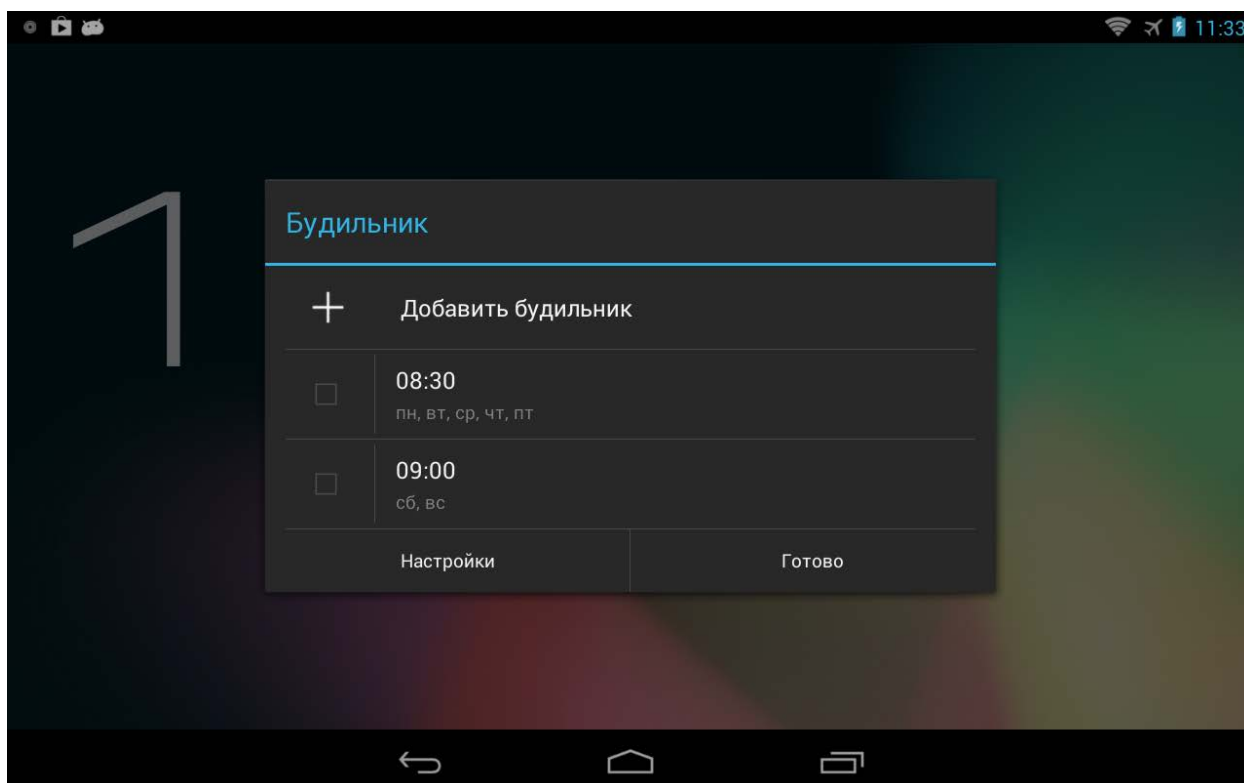 11:33
1
Будильник
Добавить будильник
08:30
пн, вт, ср, чт, пт
09:00
сб, вс
Настройки
Готово